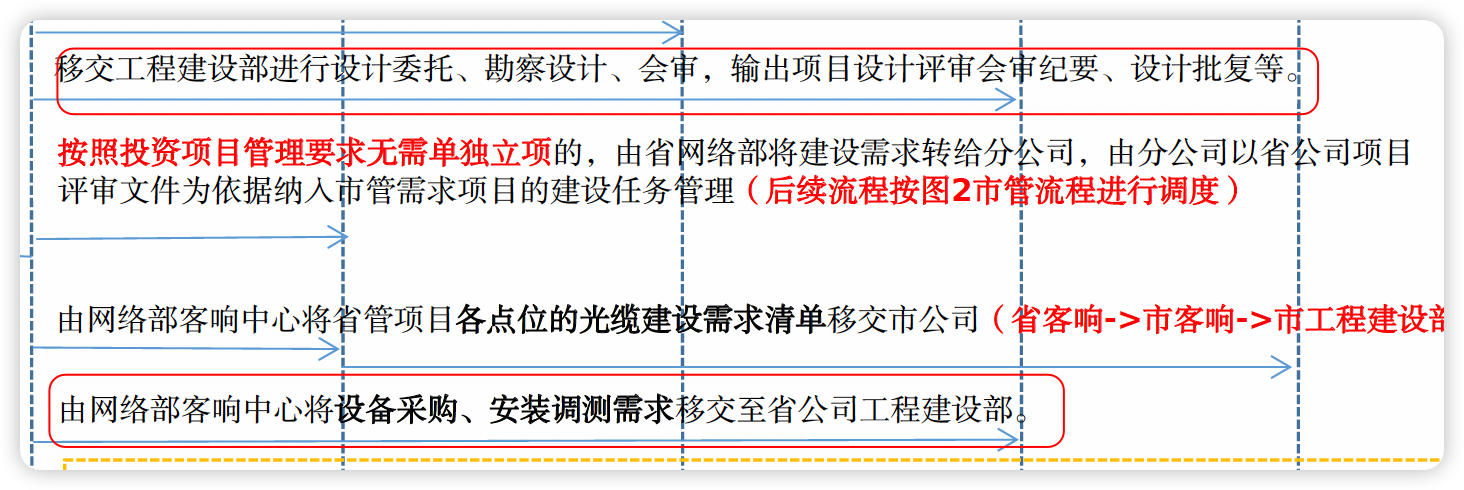 移交工程建设部进行设计委托、勘察设计、会审，输出项目设计评审会审纪要、设计批复等。
按照投资项目管理要求无需单独立项的，由省网络部将建设需求转给分公司，由分公司以省公司项目
评审文件为依据纳入市管需求项目的建设任务管理（后续流程按图2市管流程进行调度）
由网络部客响中心将省管项目各点位的光缆建设需求清单移交市公司（省客响->市客响->市工程建设部
由网络部客响中心将设备采购、安装调测需求移交至省公司工程建设部。